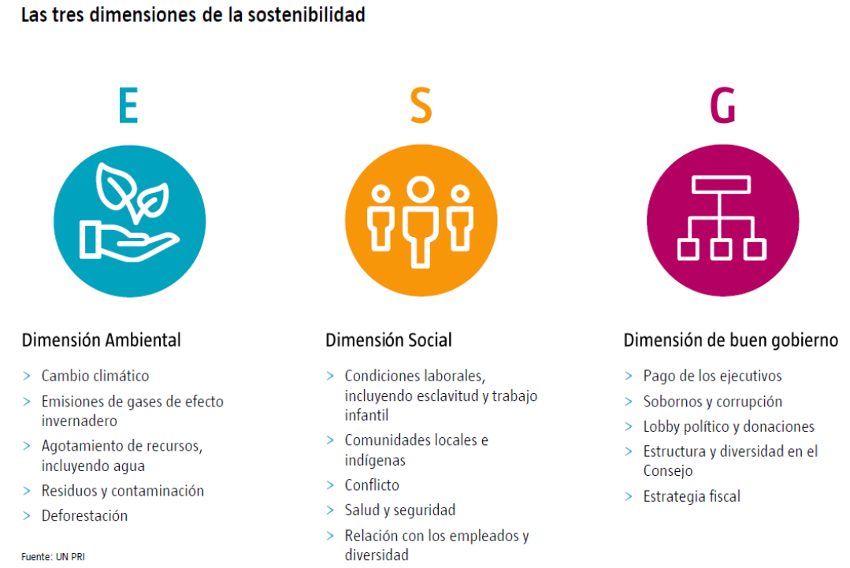 Las tres dimensiones de la sostenibilidad
E
S
G
Dimensión Ambiental
> Cambio climático
> Emisiones de gases de efecto
invernadero
> Agotamiento de recursos,
incluyendo agua
> Residuos y contaminación
> Deforestación
Dimensión Social
> Condiciones laborales,
incluyendo esclavitud y trabajo
infantil
> Comunidades locales e
indígenas
> Conflicto
> Salud y seguridad
> Relación con los empleados y
diversidad
Dimensión de buen gobierno
> Pago de los ejecutivos
> Sobornos y corrupción
> Lobby político y donaciones
> Estructura y diversidad en el
Consejo
> Estrategia fiscal
Fuente: UN PRI